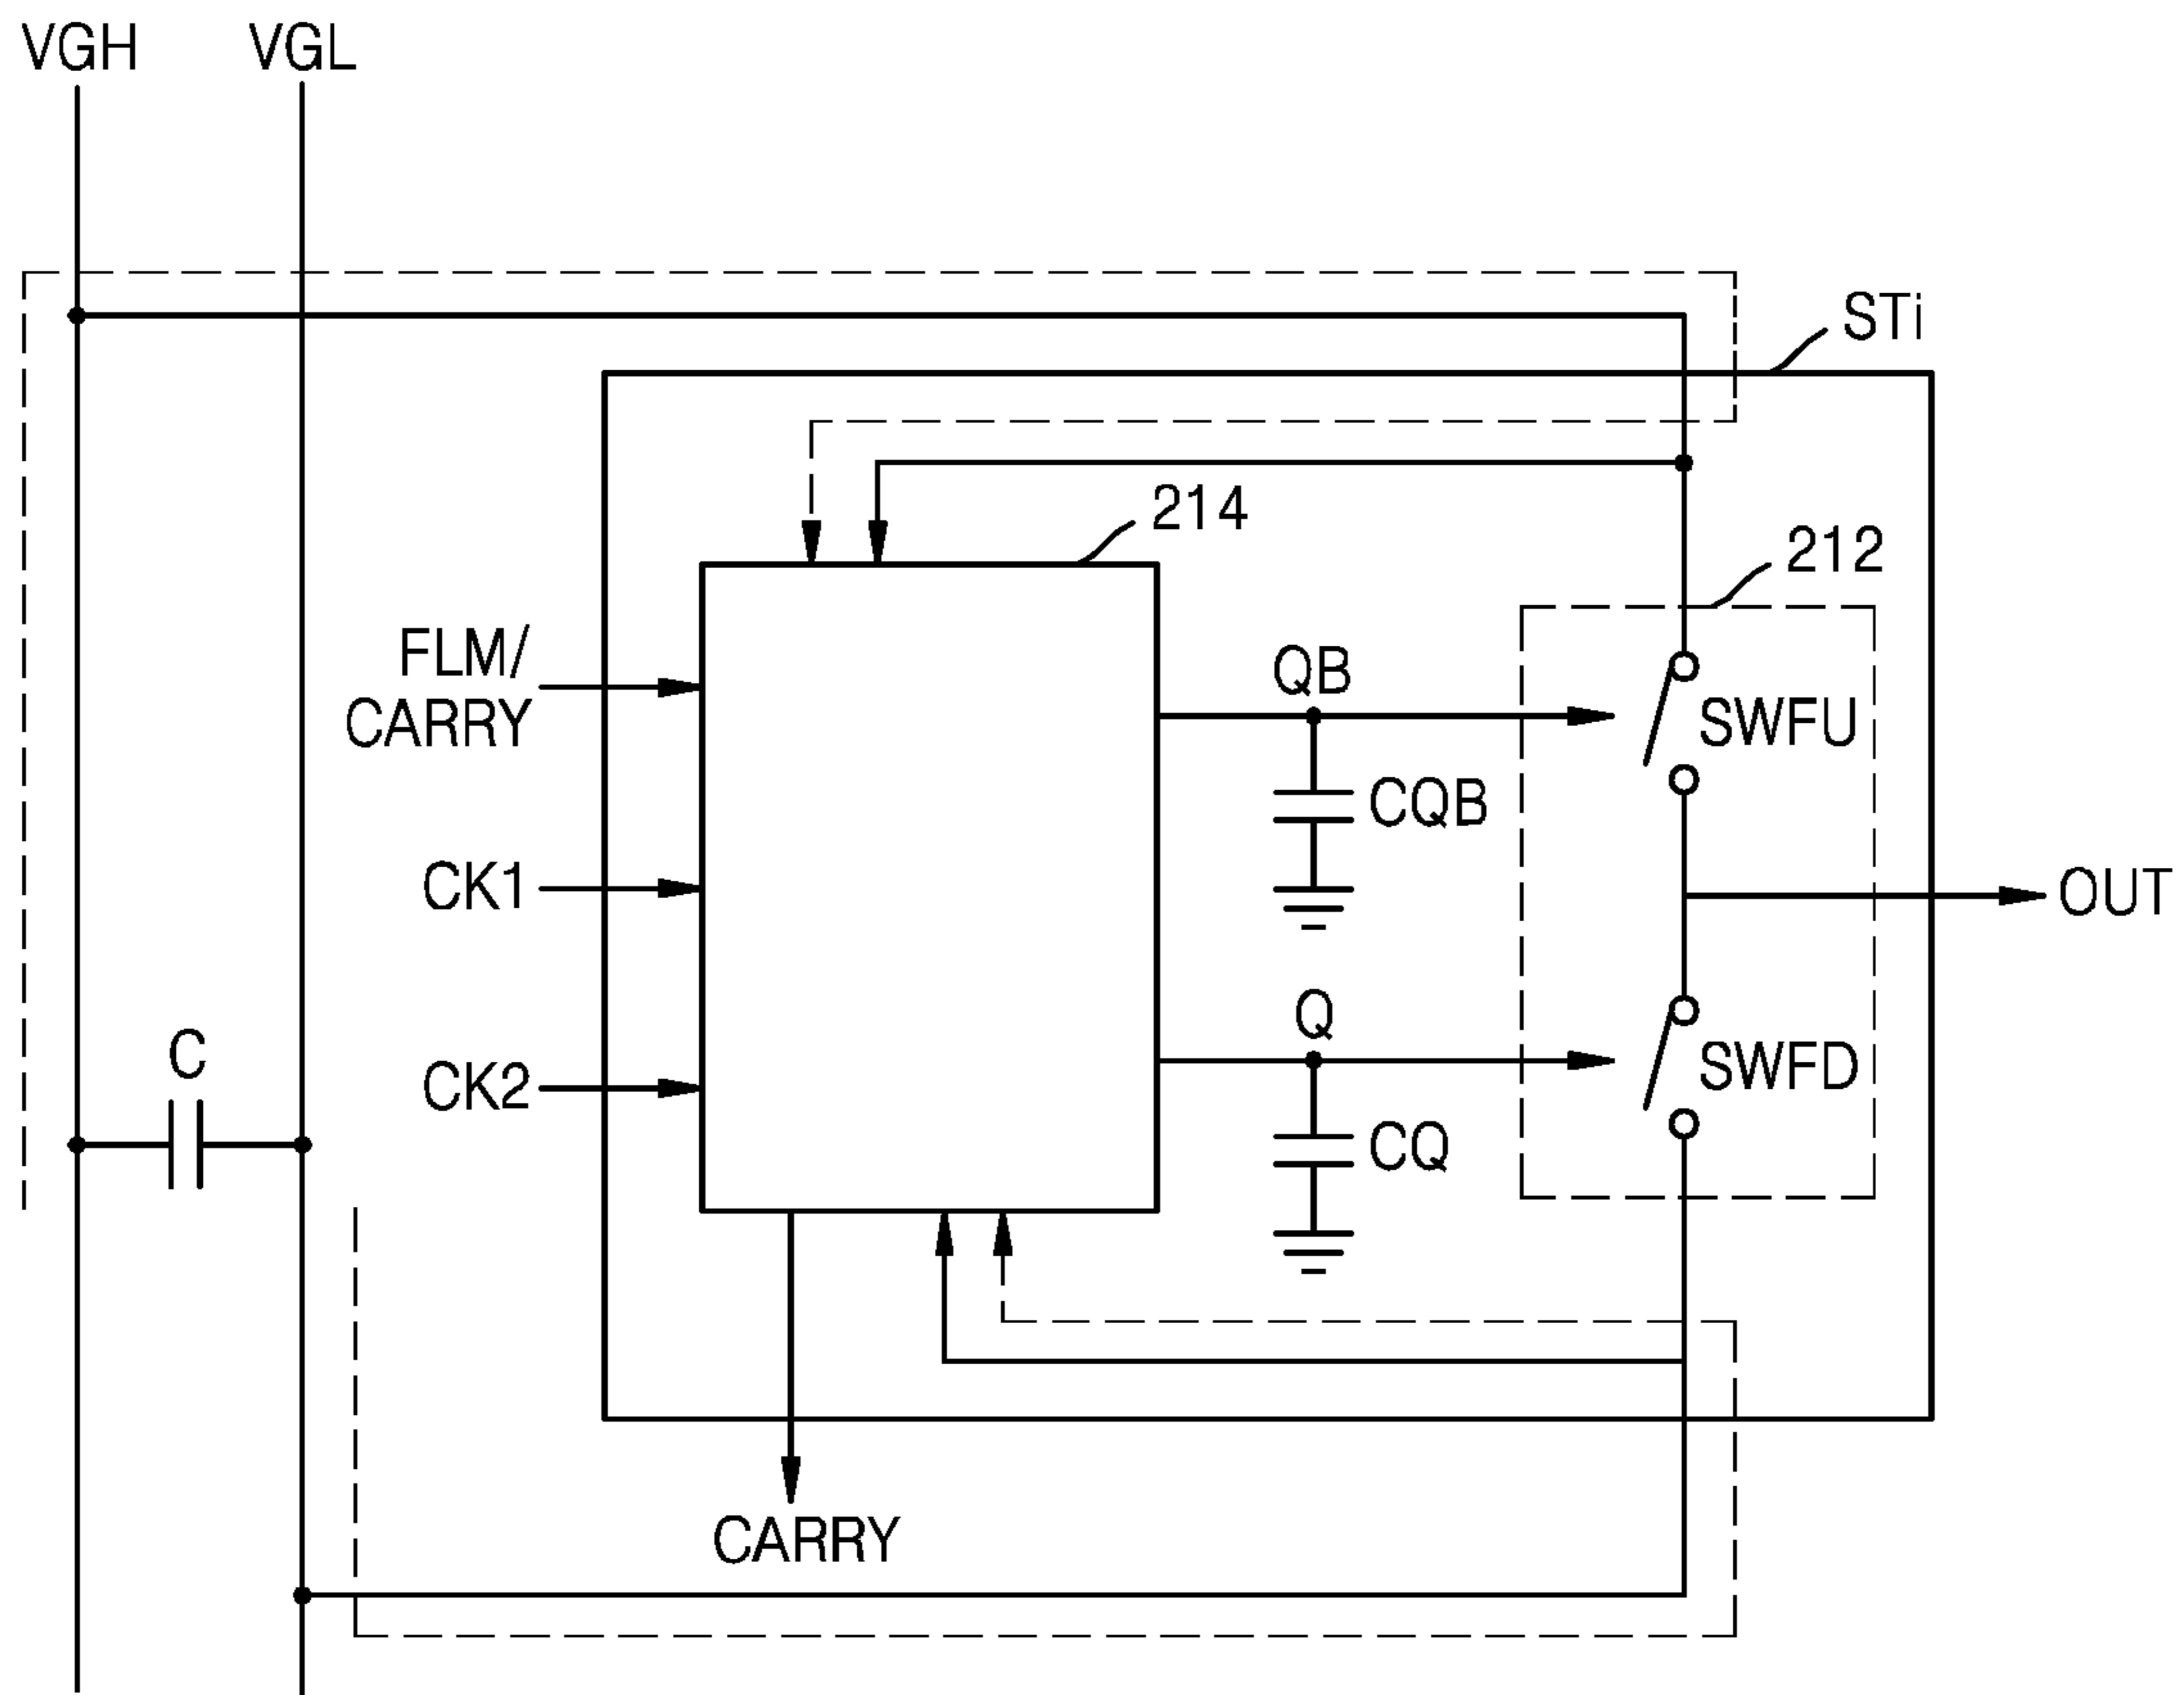 VGH
VGL
STi
214
212
FLM/
CARRY
QB
SWFU
CQB
CK1
OUT
Q
C
CK2
SWFD
CQ
CARRY